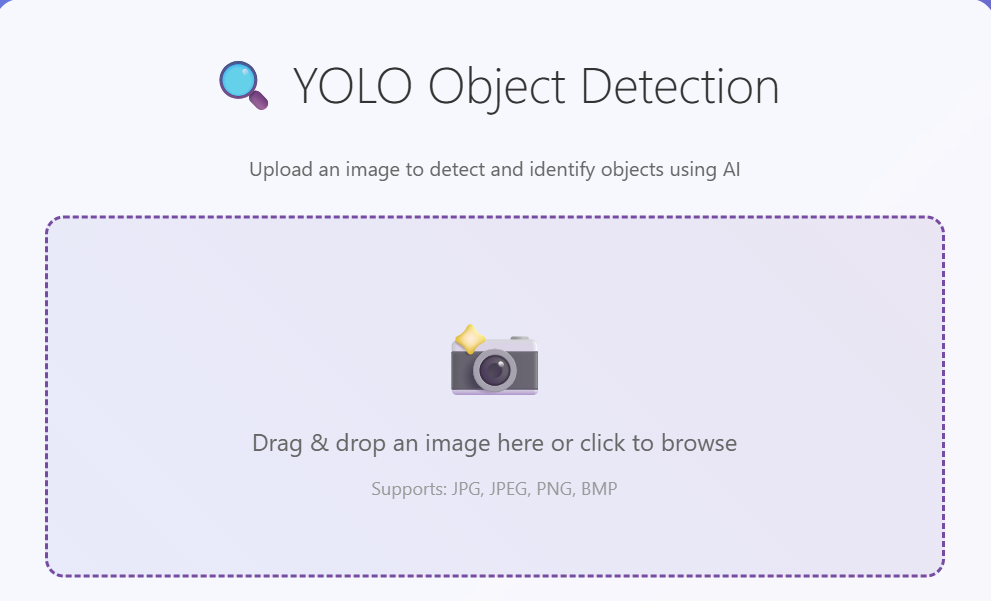 YOLO Object Detection
Upload an image to detect and identify objects using AI
Drag & drop an image here or click to browse
Supports: JPG, JPEG, PNG, BMP